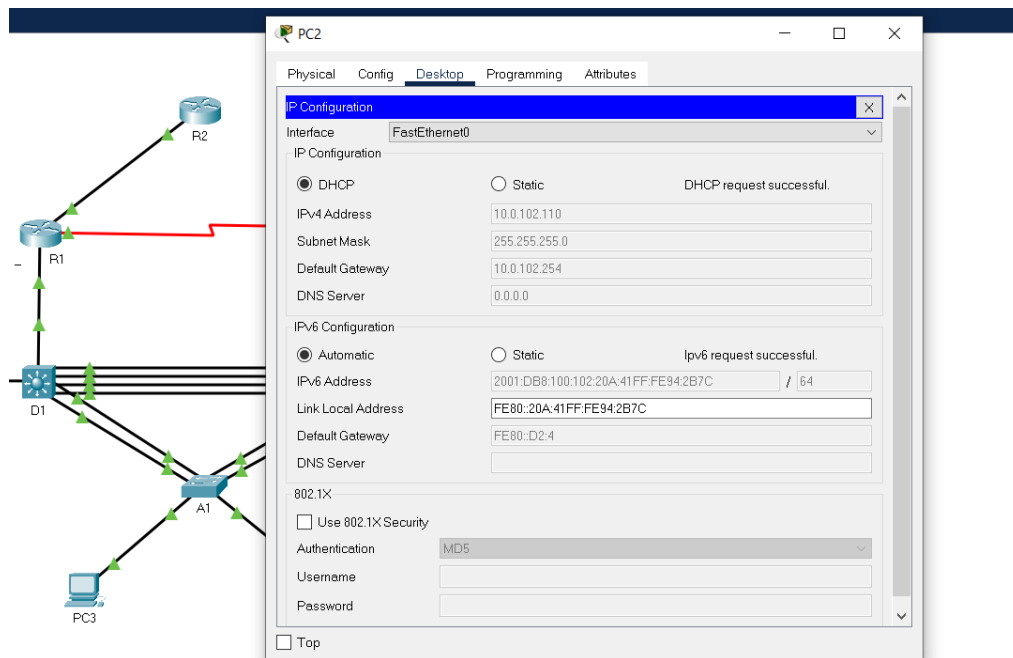 PC2
Physical Config Desktop Programming Attributes
IP Configuration X
Interface FastEthernet0
IP Configuration
DHCP Static DHCP request successful.
IPv4 Address 10.0.102.110
Subnet Mask 255.255.255.0
Default Gateway 10.0.102.254
DNS Server 0.0.0.0
IPv6 Configuration
Automatic Static Ipv6 request successful.
IPv6 Address 2001:DB8:100:102:20A:41FF:FE94:2B7C / 64
Link Local Address FE80::20A:41FF:FE94:2B7C
Default Gateway FE80::D2:4
DNS Server
802.1X
Use 802.1X Security
Authentication MD5
Username
Password
Top
R2
R1
D1
A1
PC3